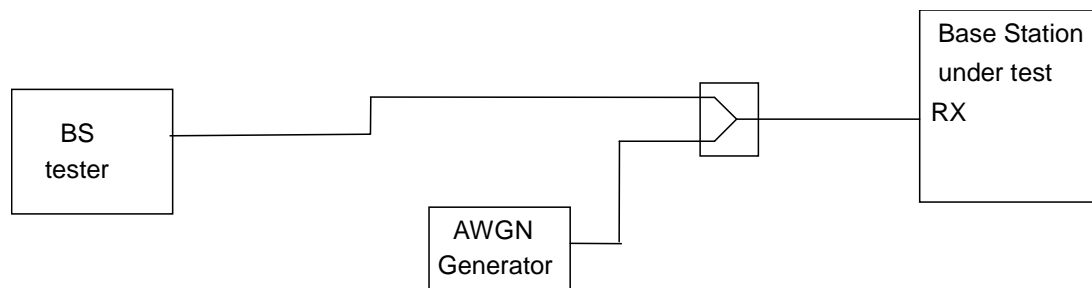 BS
tester
AWGN
Generator
Base Station
under test
RX